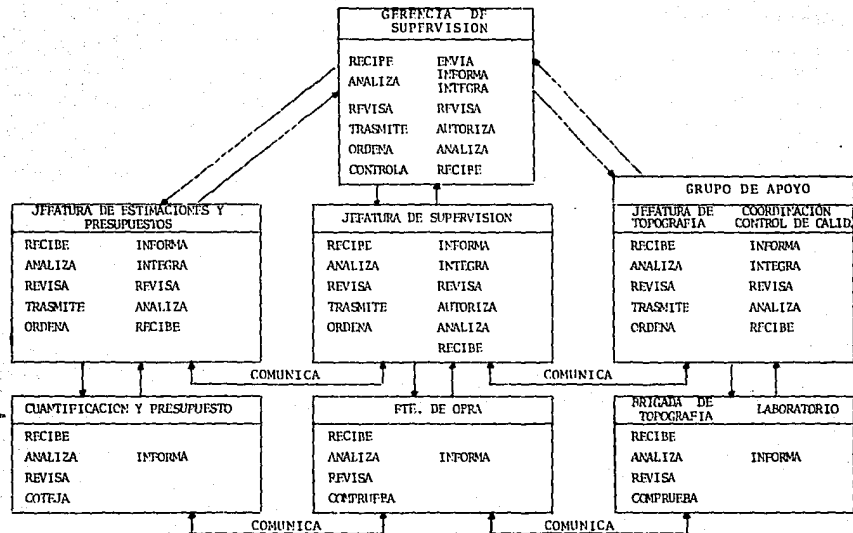 GERENCIA DE
SUPERVISION
RECIPE ENVIA
ANALIZA INFORMA
INTEGRA
REVISA REVISA
TRASMITE AUTORIZA
ORDENA ANALIZA
CONTROLA RECIPE
JEFATURA DE ESTIMACIONES Y
PRESUPUESTOS
RECIBE INFORMA
ANALIZA INTEGRA
REVISA REVISA
TRASMITE ANALIZA
ORDENA RECIBE
JEFATURA DE SUPERVISION
RECIPE INFORMA
ANALIZA INTEGRA
REVISA REVISA
TRASMITE AUTORIZA
ORDENA ANALIZA
RECIBE
GRUPO DE APOYO
JEFATURA DE COORDINACIÓN
TOPOGRAFIA CONTROL DE CALID.
RECIBE INFORMA
ANALIZA INTEGRA
REVISA REVISA
TRASMITE ANALIZA
ORDENA RECIBE
COMUNICA
COMUNICA
CUANTIFICACION Y PRESUPUESTO
RECIBE
ANALIZA INFORMA
REVISA
COTEJA
RTE. DE OBRA
RECIBE
ANALIZA INFORMA
REVISA
COMPRUEBA
BRIGADA DE LABORATORIO
TOPOGRAFIA
RECIBE
ANALIZA INFORMA
REVISA
COMPRUEBA
COMUNICA
COMUNICA